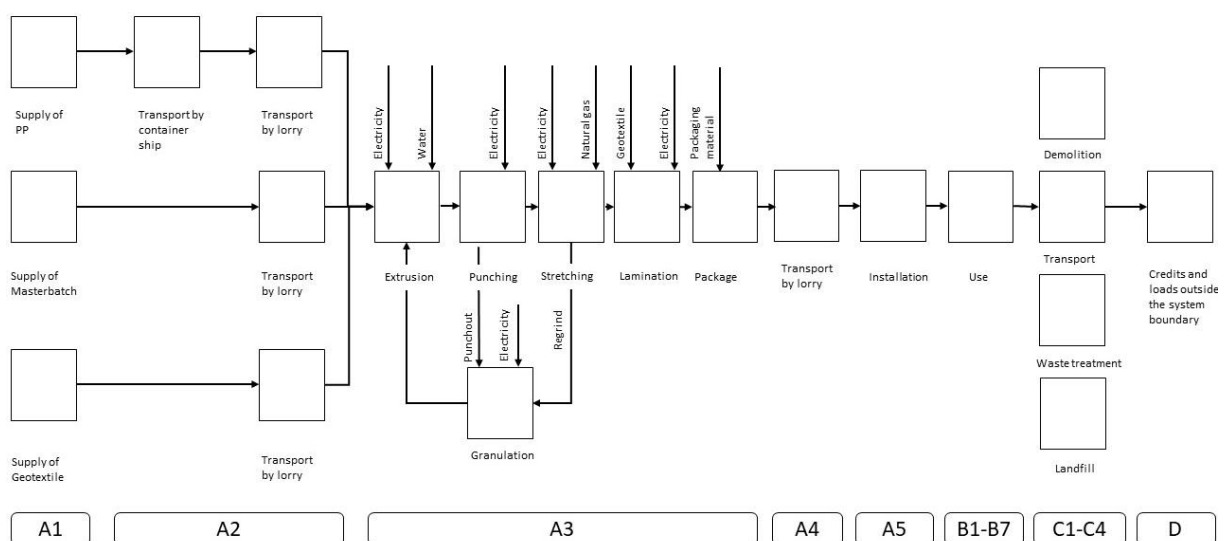 Supply of
PP
Transport by
container
ship
Transport
by lorry
Electricity
Water
Electricity
Electricity
Natural gas
Geotextile
Electricity
Packaging
material
Demolition
Supply of
Masterbatch
Transport
by lorry
Extrusion
Punching
Stretching
Lamination
Package
Transport
by lorry
Installation
Use
Transport
Credits and
loads outside
the system
boundary
Punchout
Electricity
Regrind
Waste treatment
Supply of
Geotextile
Transport
by lorry
Granulation
Landfill
A1
A2
A3
A4
A5
B1-B7
C1-C4
D